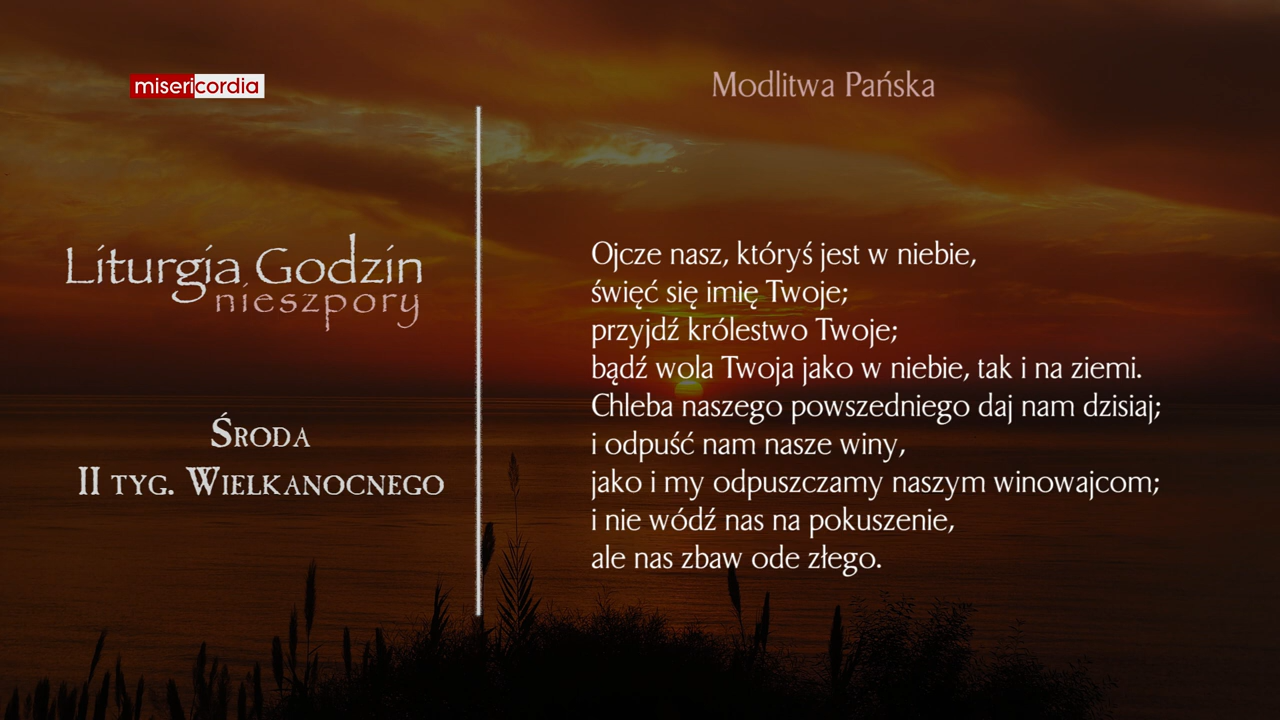 misericordia
Liturgia Godzin
nieszpory
Środa
II tyg. Wielkanocnego
Modlitwa Pańska
Ojcze nasz, któryś jest w niebie,
święć się imię Twoje;
przyjdź królestwo Twoje;
bądź wola Twoja jako w niebie, tak i na ziemi.
Chleba naszego powszedniego daj nam dzisiaj;
i odpuść nam nasze winy,
jako i my odpuszczamy naszym winowajcom;
i nie wódź nas na pokuszenie,
ale nas zbaw ode złego.